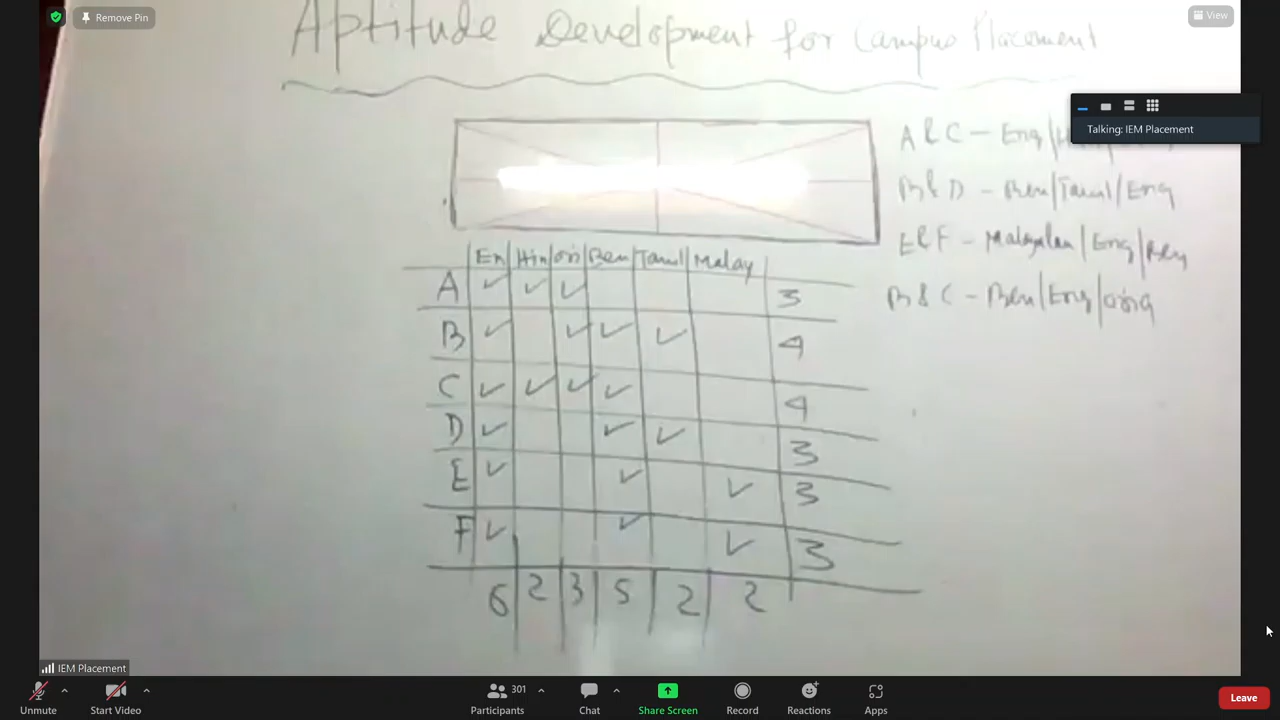 Remove Pin
View
Aptitude Development for Campus Placement
Talking: IEM Placement
A & C - Eng/
B & D - Ben/Tamil/Eng
E & F - Malayalan/Eng/Ben
B & C - Ben/Eng/
En Hin Ori Ben Tamil Malay
A ✓ ✓ ✓ 3
B ✓ ✓ ✓ ✓ 4
C ✓ ✓ ✓ ✓ 4
D ✓ ✓ ✓ 3
E ✓ ✓ ✓ 3
F ✓ ✓ ✓ 3
6 2 3 5 2 2
IEM Placement
301
Unmute Start Video Participants Chat Share Screen Record Reactions Apps Leave